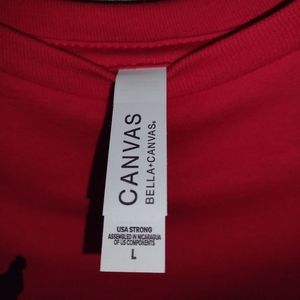 CANVAS
BELLA+CANVAS®
USA STRONG
ASSEMBLED IN NICARAGUA
OF US COMPONENTS
L